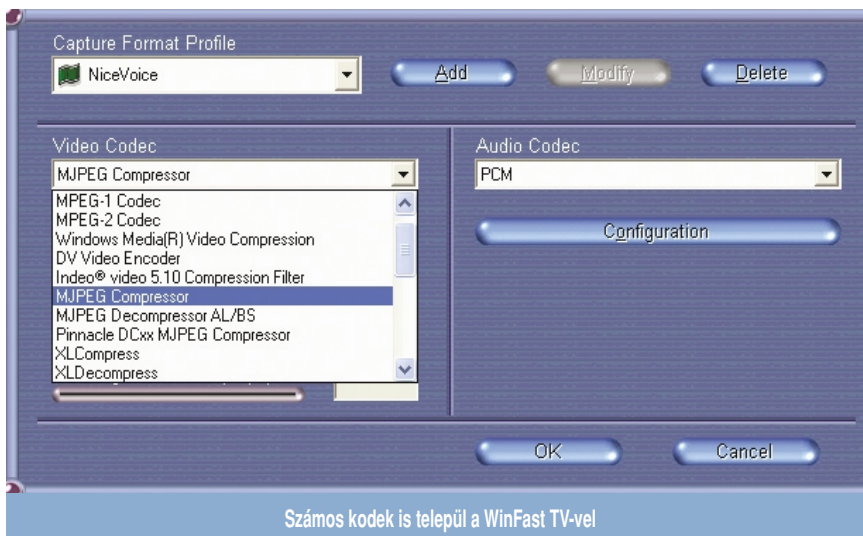 Capture Format Profile
NiceVoice
Add
Modify
Delete
Video Codec
Audio Codec
MJPEG Compressor
PCM
MPEG-1 Codec
MPEG-2 Codec
Windows Media(R) Video Compression
Configuration
DV Video Encoder
Indeo® video 5.10 Compression Filter
MJPEG Compressor
MJPEG Decompressor AL/BS
Pinnacle DCxx MJPEG Compressor
XLCompress
XLDecompress
OK
Cancel
Számos kodek is települ a WinFast TV-vel